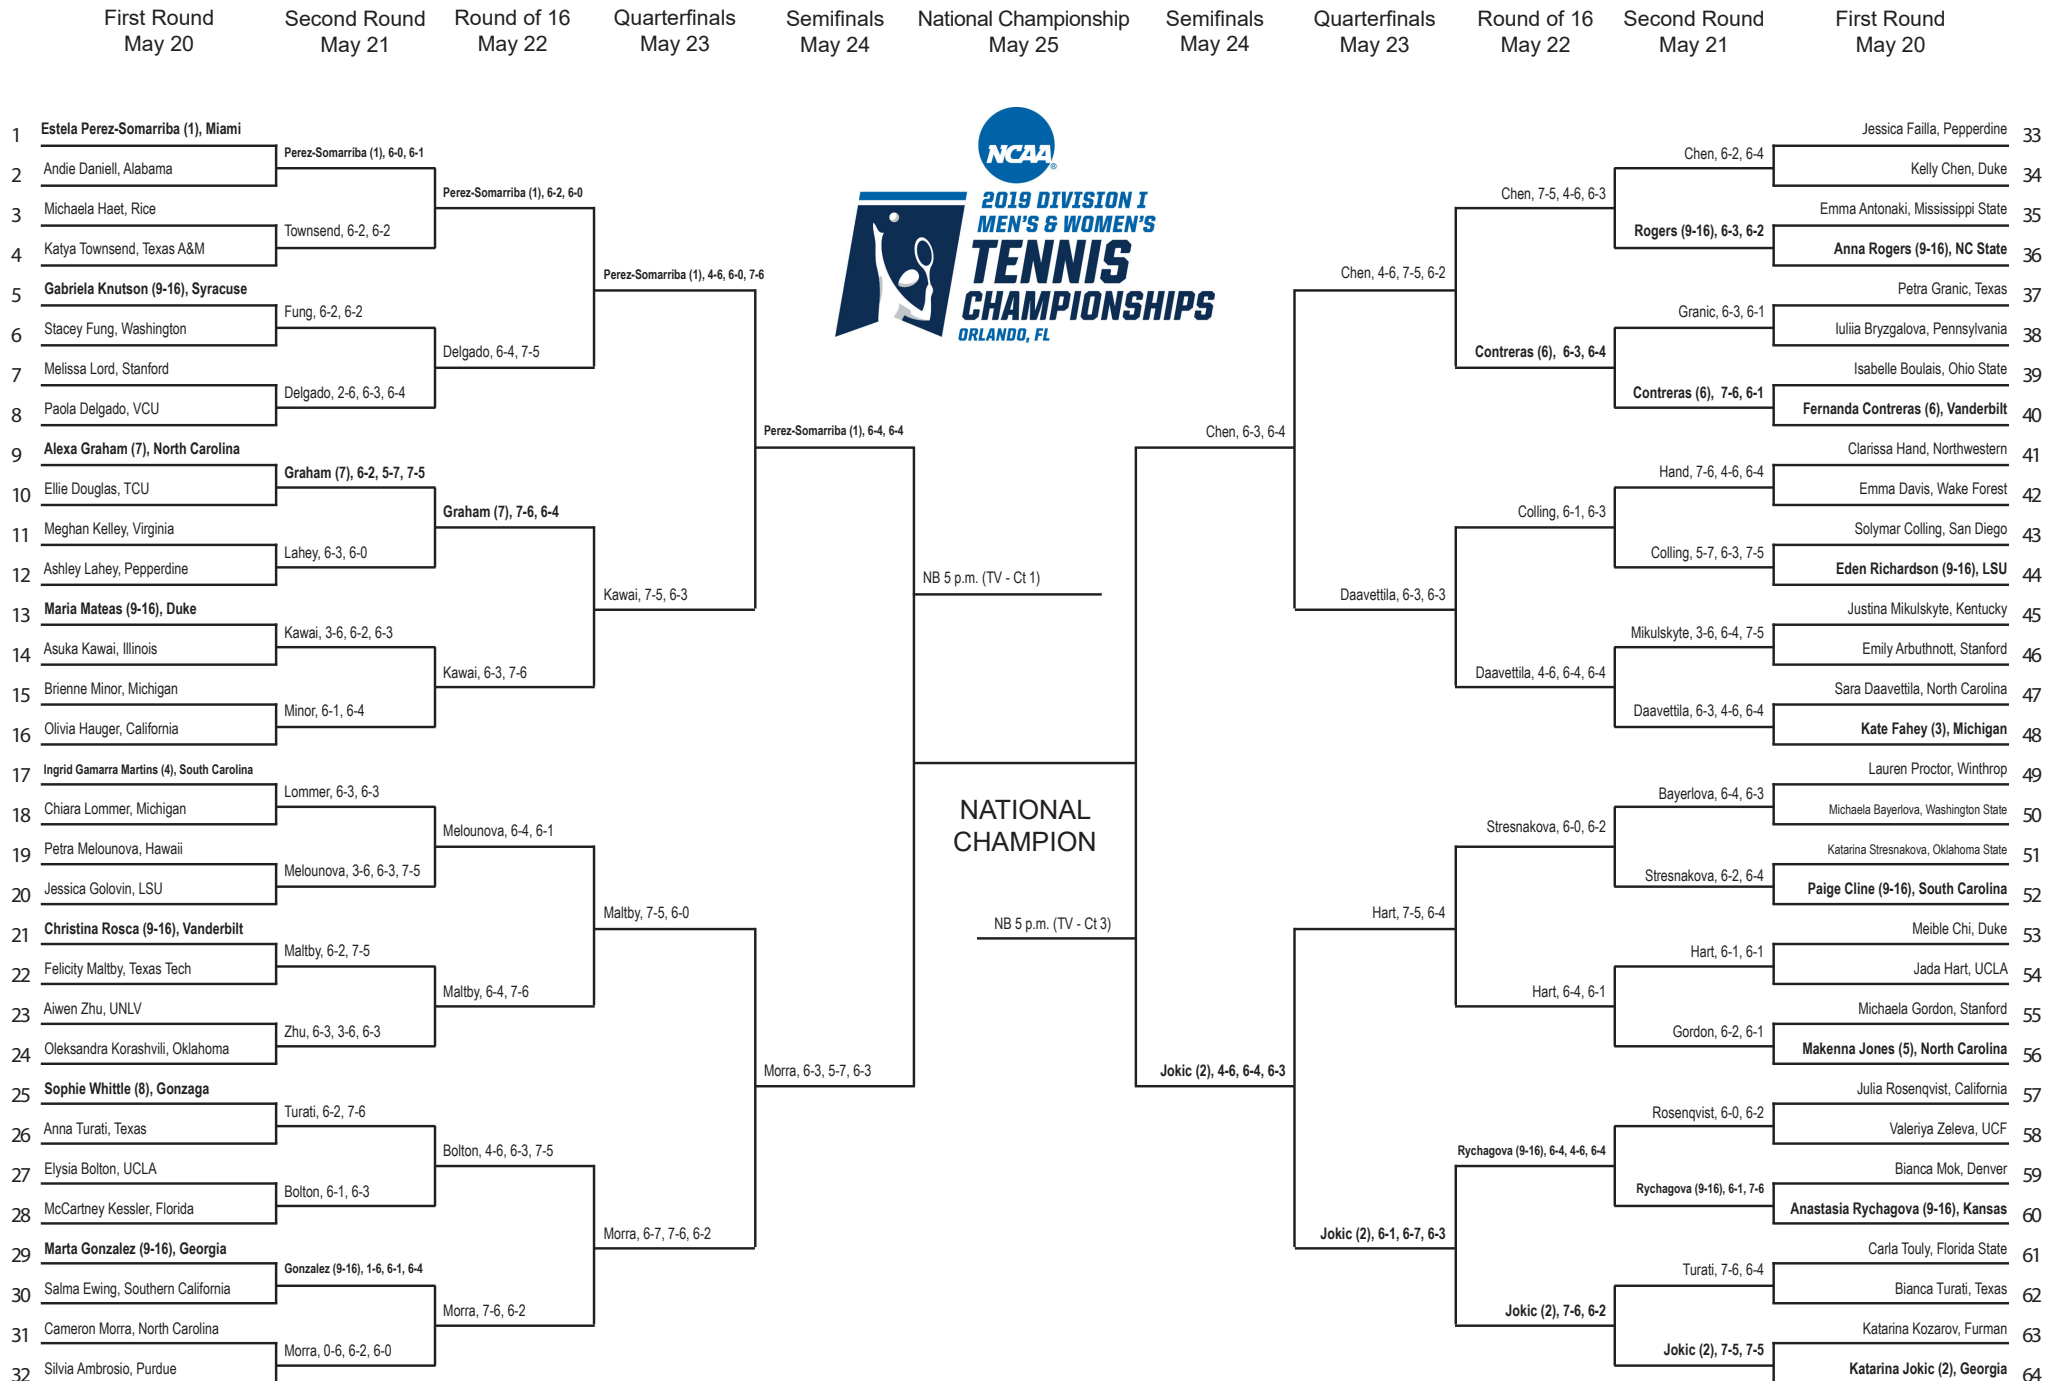 First Round
May 20
Second Round
May 21
Round of 16
May 22
Quarterfinals
May 23
Semifinals
May 24
National Championship
May 25
Semifinals
May 24
Quarterfinals
May 23
Round of 16
May 22
Second Round
May 21
First Round
May 20
1 Estela Perez-Somarriba (1), Miami
2 Andie Daniell, Alabama
3 Michaela Haet, Rice
4 Katya Townsend, Texas A&M
5 Gabriela Knutson (9-16), Syracuse
6 Stacey Fung, Washington
7 Melissa Lord, Stanford
8 Paola Delgado, VCU
9 Alexa Graham (7), North Carolina
10 Ellie Douglas, TCU
11 Meghan Kelley, Virginia
12 Ashley Lahey, Pepperdine
13 Maria Mateas (9-16), Duke
14 Asuka Kawai, Illinois
15 Brienne Minor, Michigan
16 Olivia Hauger, California
17 Ingrid Gamarra Martins (4), South Carolina
18 Chiara Lommer, Michigan
19 Petra Melounova, Hawaii
20 Jessica Golovin, LSU
21 Christina Rosca (9-16), Vanderbilt
22 Felicity Maltby, Texas Tech
23 Aiwen Zhu, UNLV
24 Oleksandra Korashvili, Oklahoma
25 Sophie Whittle (8), Gonzaga
26 Anna Turati, Texas
27 Elysia Bolton, UCLA
28 McCartney Kessler, Florida
29 Marta Gonzalez (9-16), Georgia
30 Salma Ewing, Southern California
31 Cameron Morra, North Carolina
32 Silvia Ambrosio, Purdue
Perez-Somarriba (1), 6-0, 6-1
Townsend, 6-2, 6-2
Fung, 6-2, 6-2
Delgado, 2-6, 6-3, 6-4
Graham (7), 6-2, 5-7, 7-5
Lahey, 6-3, 6-0
Kawai, 3-6, 6-2, 6-3
Minor, 6-1, 6-4
Lommer, 6-3, 6-3
Melounova, 3-6, 6-3, 7-5
Maltby, 6-2, 7-5
Zhu, 6-3, 3-6, 6-3
Turati, 6-2, 7-6
Bolton, 6-1, 6-3
Gonzalez (9-16), 1-6, 6-1, 6-4
Morra, 0-6, 6-2, 6-0
Perez-Somarriba (1), 6-2, 6-0
Delgado, 6-4, 7-5
Graham (7), 7-6, 6-4
Kawai, 6-3, 7-6
Melounova, 6-4, 6-1
Maltby, 6-4, 7-6
Bolton, 4-6, 6-3, 7-5
Morra, 7-6, 6-2
Perez-Somarriba (1), 4-6, 6-0, 7-6
Kawai, 7-5, 6-3
Maltby, 7-5, 6-0
Morra, 6-7, 7-6, 6-2
Perez-Somarriba (1), 6-4, 6-4
Morra, 6-3, 5-7, 6-3
NCAA®
2019 DIVISION I
MEN'S & WOMEN'S
TENNIS
CHAMPIONSHIPS
ORLANDO, FL
NB 5 p.m. (TV - Ct 1)
NATIONAL
CHAMPION
NB 5 p.m. (TV - Ct 3)
Chen, 6-3, 6-4
Jokic (2), 4-6, 6-4, 6-3
Chen, 4-6, 7-5, 6-2
Daavettila, 6-3, 6-3
Hart, 7-5, 6-4
Jokic (2), 6-1, 6-7, 6-3
Chen, 7-5, 4-6, 6-3
Contreras (6), 6-3, 6-4
Colling, 6-1, 6-3
Daavettila, 4-6, 6-4, 6-4
Stresnakova, 6-0, 6-2
Hart, 6-4, 6-1
Rychagova (9-16), 6-4, 4-6, 6-4
Jokic (2), 7-6, 6-2
Chen, 6-2, 6-4
Rogers (9-16), 6-3, 6-2
Granic, 6-3, 6-1
Contreras (6), 7-6, 6-1
Hand, 7-6, 4-6, 6-4
Colling, 5-7, 6-3, 7-5
Mikulskyte, 3-6, 6-4, 7-5
Daavettila, 6-3, 4-6, 6-4
Bayerlova, 6-4, 6-3
Stresnakova, 6-2, 6-4
Hart, 6-1, 6-1
Gordon, 6-2, 6-1
Rosenqvist, 6-0, 6-2
Rychagova (9-16), 6-1, 7-6
Turati, 7-6, 6-4
Jokic (2), 7-5, 7-5
Jessica Failla, Pepperdine 33
Kelly Chen, Duke 34
Emma Antonaki, Mississippi State 35
Anna Rogers (9-16), NC State 36
Petra Granic, Texas 37
Iuliia Bryzgalova, Pennsylvania 38
Isabelle Boulais, Ohio State 39
Fernanda Contreras (6), Vanderbilt 40
Clarissa Hand, Northwestern 41
Emma Davis, Wake Forest 42
Solymar Colling, San Diego 43
Eden Richardson (9-16), LSU 44
Justina Mikulskyte, Kentucky 45
Emily Arbuthnott, Stanford 46
Sara Daavettila, North Carolina 47
Kate Fahey (3), Michigan 48
Lauren Proctor, Winthrop 49
Michaela Bayerlova, Washington State 50
Katarina Stresnakova, Oklahoma State 51
Paige Cline (9-16), South Carolina 52
Meible Chi, Duke 53
Jada Hart, UCLA 54
Michaela Gordon, Stanford 55
Makenna Jones (5), North Carolina 56
Julia Rosenqvist, California 57
Valeriya Zeleva, UCF 58
Bianca Mok, Denver 59
Anastasia Rychagova (9-16), Kansas 60
Carla Touly, Florida State 61
Bianca Turati, Texas 62
Katarina Kozarov, Furman 63
Katarina Jokic (2), Georgia 64